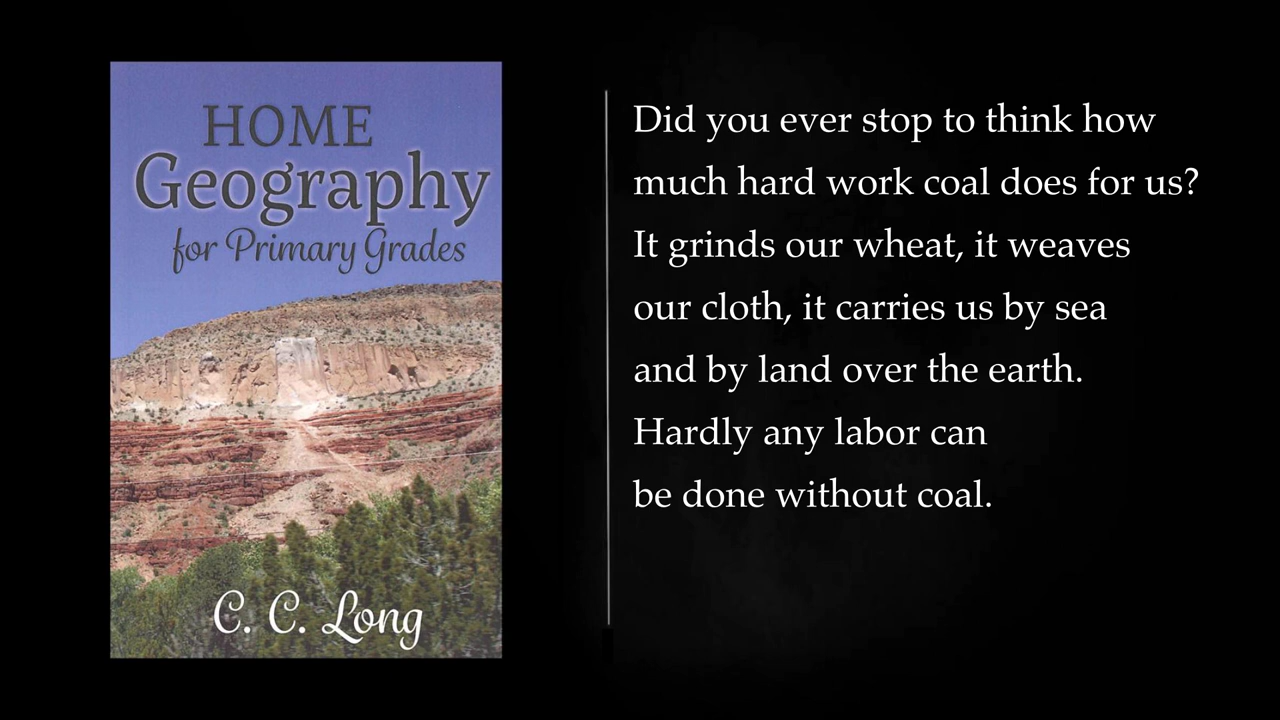 HOME
Geography
for Primary Grades
C. C. Long
Did you ever stop to think how
much hard work coal does for us?
It grinds our wheat, it weaves
our cloth, it carries us by sea
and by land over the earth.
Hardly any labor can
be done without coal.